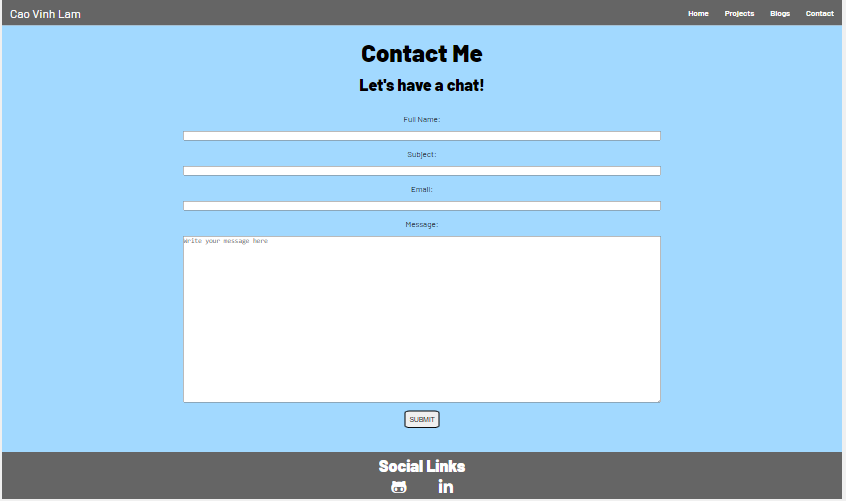 Cao Vinh Lam
Home Projects Blogs Contact
Contact Me
Let's have a chat!
Full Name:
Subject:
Email:
Message:
Write your message here
SUBMIT
Social Links
in